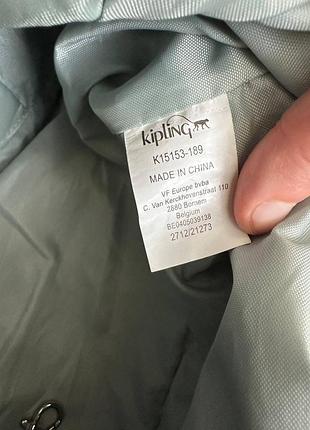 kipling
K15153-189
MADE IN CHINA
VF Europe bvba
C. Van Kerckhovenstraat 110
2880 Bornem
Belgium
BE0405039138
2712/21273